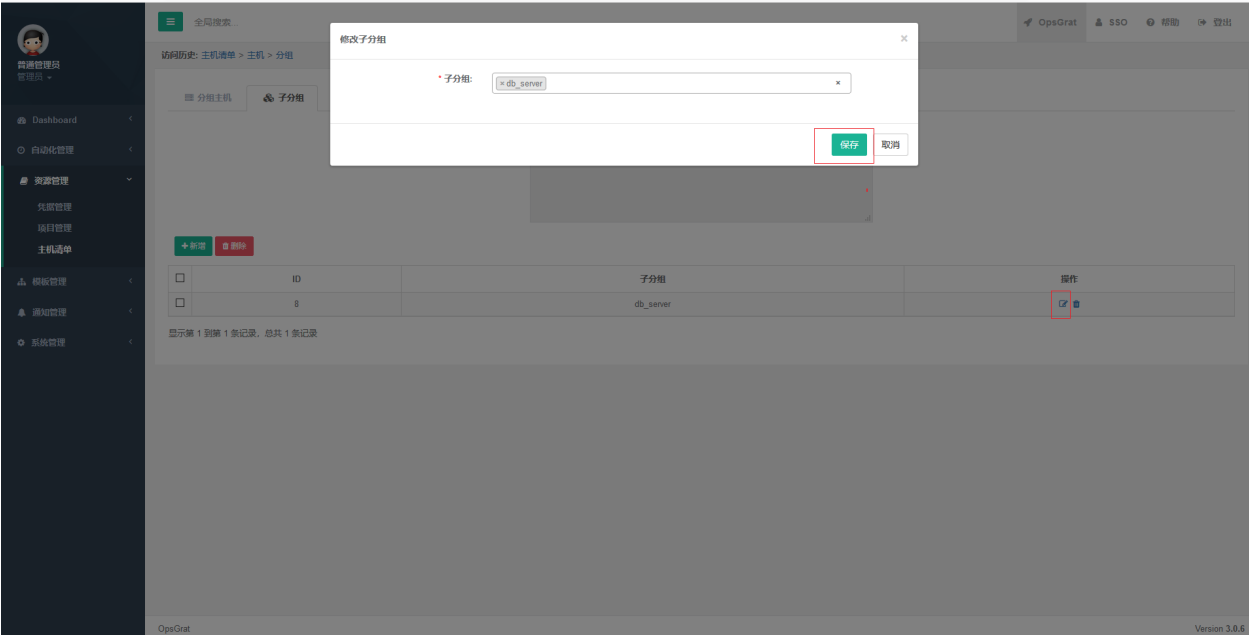 全局搜索...
OpsGrat
SSO
帮助
登出
普通管理员
管理员
访问历史: 主机清单 > 主机 > 分组
修改子分组
×
* 子分组:
× db_server
×
保存
取消
分组主机
子分组
Dashboard
自动化管理
资源管理
凭据管理
项目管理
主机清单
模板管理
通知管理
系统管理
+新增
删除
ID
子分组
操作
8
db_server
显示第 1 到第 1 条记录，总共 1 条记录
OpsGrat
Version 3.0.6